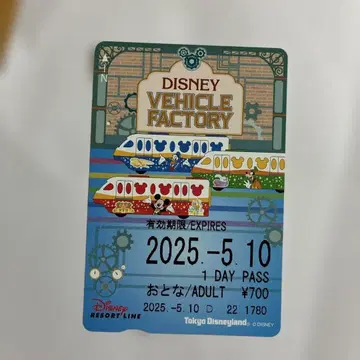 IN
DISNEY
VEHICLE
FACTORY
有効期限/EXPIRES
2025.-5.10
1 DAY PASS
おとな/ADULT ¥700
2025.-5.10 D 22 1780
Disney
RESORT LINE
Tokyo Disneyland® © DISNEY